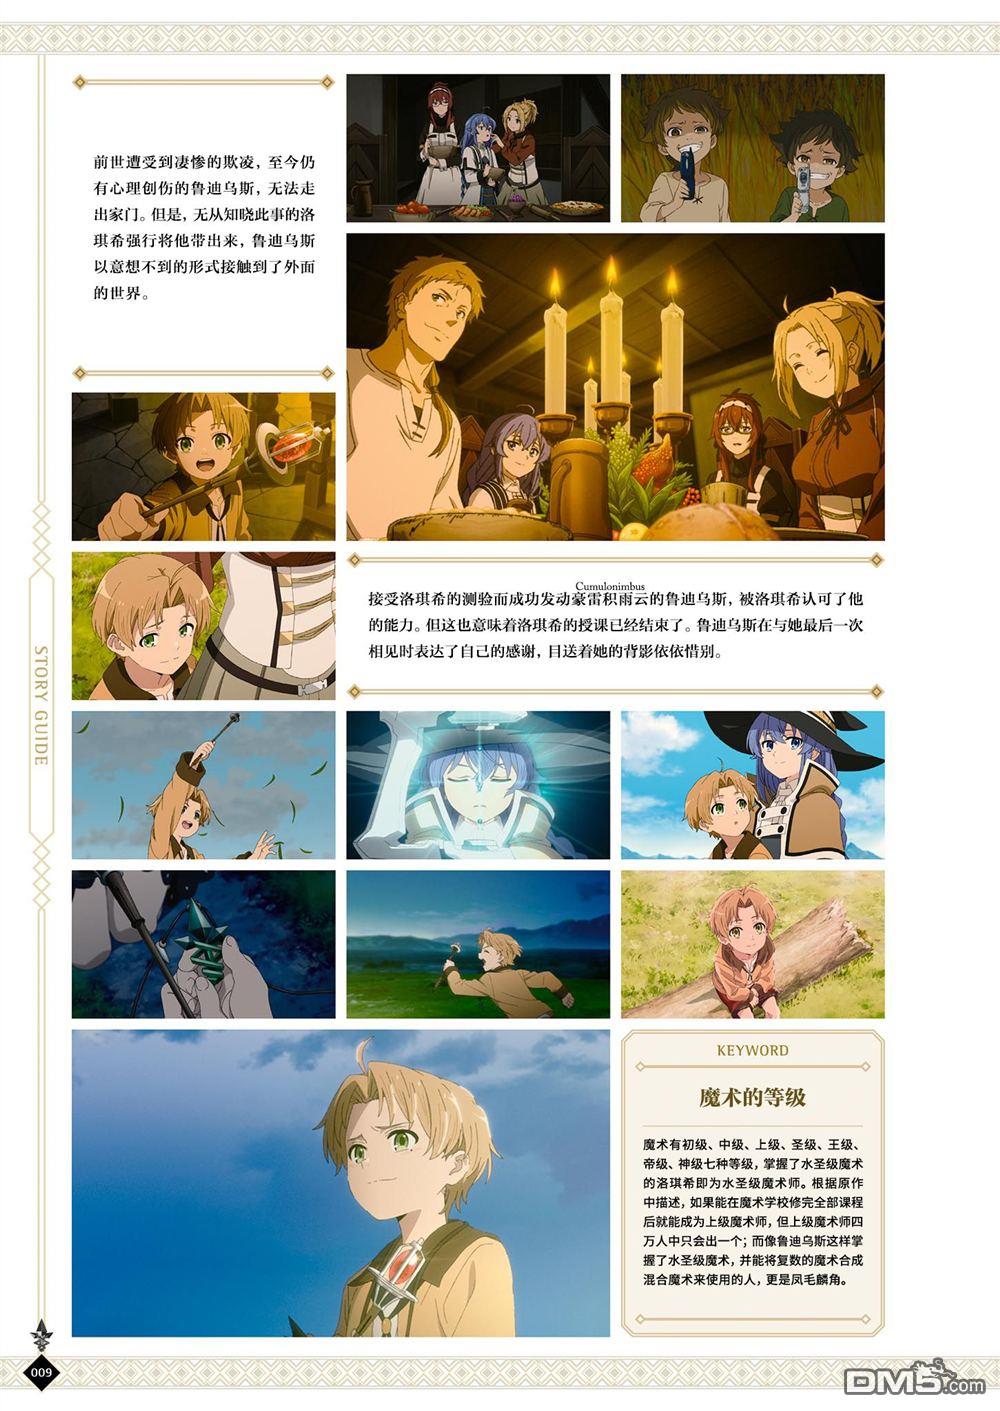 前世遭受到凄惨的欺凌，至今仍
有心理创伤的鲁迪乌斯，无法走
出家门。但是，无从知晓此事的洛
琪希强行将他带出来，鲁迪乌斯
以意想不到的形式接触到了外面
的世界。
Cumulonimbus
接受洛琪希的测验而成功发动豪雷积雨云的鲁迪乌斯，被洛琪希认可了他
的能力。但这也意味着洛琪希的授课已经结束了。鲁迪乌斯在与她最后一次
相见时表达了自己的感谢，目送着她的背影依依惜别。
STORY GUIDE
KEYWORD
魔术的等级
魔术有初级、中级、上级、圣级、王级、
帝级、神级七种等级，掌握了水圣级魔术
的洛琪希即为水圣级魔术师。根据原作
中描述，如果能在魔术学校修完全部课程
后就能成为上级魔术师，但上级魔术师四
万人中只会出一个；而像鲁迪乌斯这样掌
握了水圣级魔术，并能将复数的魔术合成
混合魔术来使用的人，更是凤毛麟角。
009
DM5.com